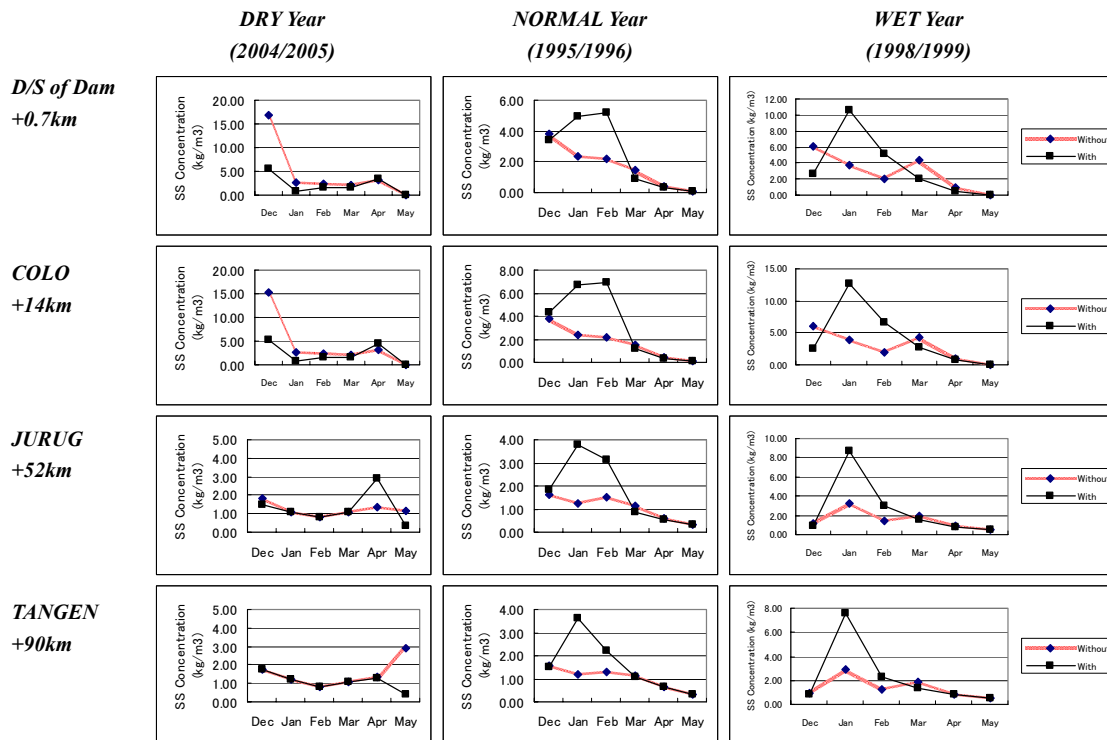 DRY Year
(2004/2005)
NORMAL Year
(1995/1996)
WET Year
(1998/1999)
D/S of Dam
+0.7km
SS Concentration
(kg/m3)
20.00
15.00
10.00
5.00
0.00
Dec Jan Feb Mar Apr May
SS Concentration
(kg/m3)
6.00
4.00
2.00
0.00
Dec Jan Feb Mar Apr May
SS Concentration (kg/m3)
12.00
10.00
8.00
6.00
4.00
2.00
0.00
Dec Jan Feb Mar Apr May
Without
With
COLO
+14km
SS Concentration
(kg/m3)
20.00
15.00
10.00
5.00
0.00
Dec Jan Feb Mar Apr May
SS Concentration
(kg/m3)
8.00
6.00
4.00
2.00
0.00
Dec Jan Feb Mar Apr May
SS Concentration (kg/m3)
15.00
10.00
5.00
0.00
Dec Jan Feb Mar Apr May
Without
With
JURUG
+52km
SS Concentration
(kg/m3)
5.00
4.00
3.00
2.00
1.00
0.00
Dec Jan Feb Mar Apr May
SS Concentration
(kg/m3)
4.00
3.00
2.00
1.00
0.00
Dec Jan Feb Mar Apr May
SS Concentration (kg/m3)
10.00
8.00
6.00
4.00
2.00
0.00
Dec Jan Feb Mar Apr May
Without
With
TANGEN
+90km
SS Concentration
(kg/m3)
5.00
4.00
3.00
2.00
1.00
0.00
Dec Jan Feb Mar Apr May
SS Concentration
(kg/m3)
4.00
3.00
2.00
1.00
0.00
Dec Jan Feb Mar Apr May
SS Concentration (kg/m3)
8.00
6.00
4.00
2.00
0.00
Dec Jan Feb Mar Apr May
Without
With